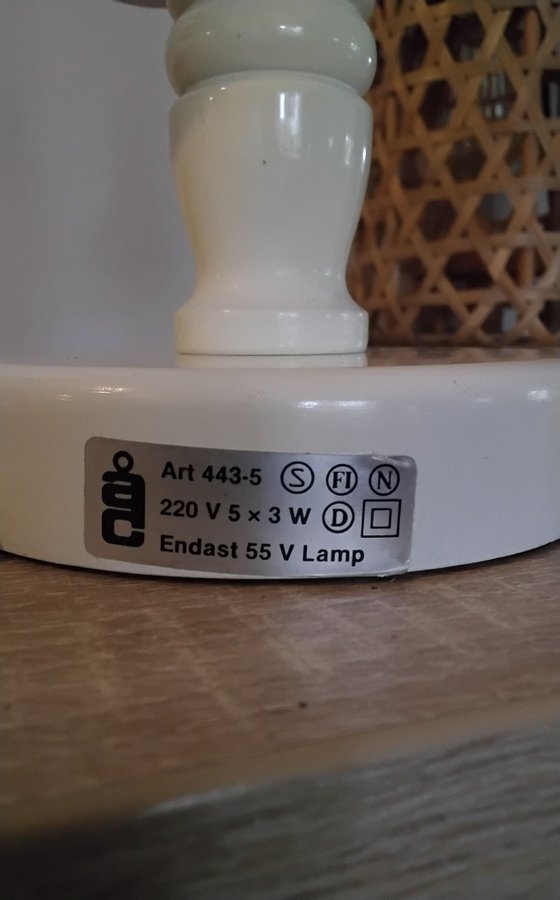 Art 443-5 S FI N
220 V 5 × 3 W D
Endast 55 V Lamp